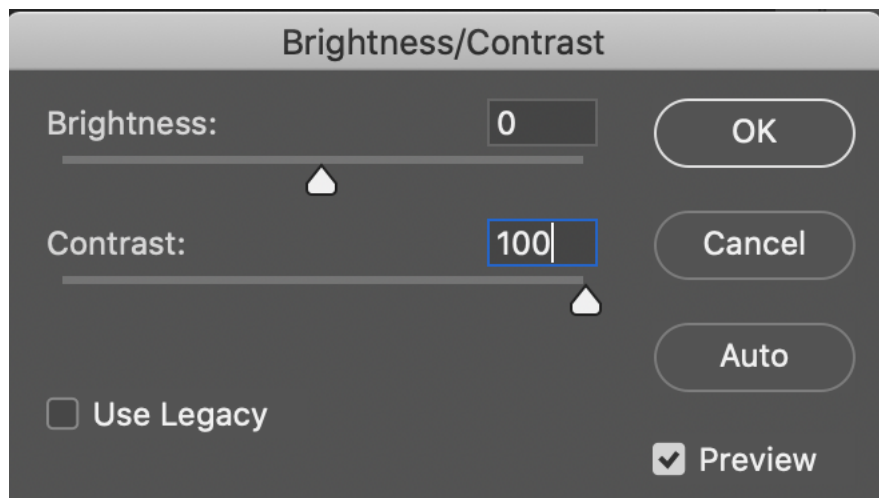 Brightness/Contrast
Brightness: 0
OK
Contrast: 100
Cancel
Auto
Use Legacy
Preview